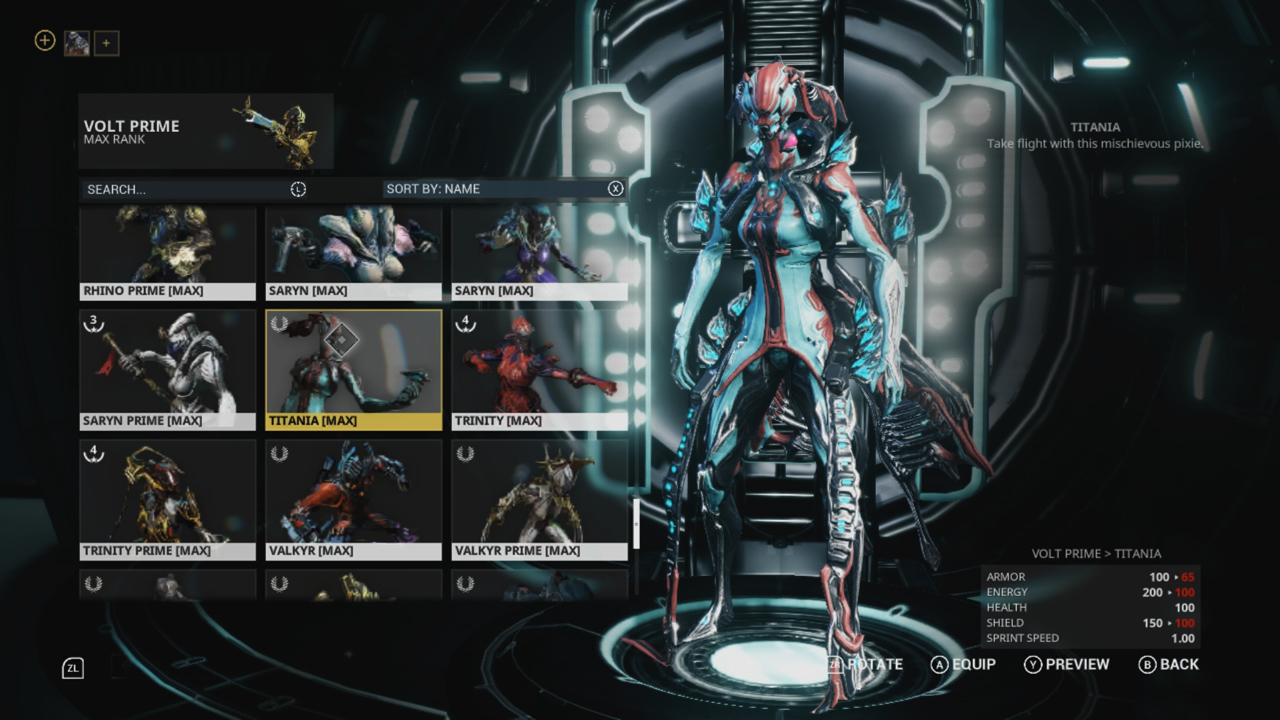 +
+
VOLT PRIME
MAX RANK
SEARCH...
L
SORT BY: NAME
X
TITANIA
Take flight with this mischievous pixie.
RHINO PRIME [MAX]
SARYN [MAX]
SARYN [MAX]
3
4
SARYN PRIME [MAX]
TITANIA [MAX]
TRINITY [MAX]
4
TRINITY PRIME [MAX]
VALKYR [MAX]
VALKYR PRIME [MAX]
VOLT PRIME > TITANIA
ARMOR 100 ▸ 65
ENERGY 200 ▸ 100
HEALTH 100
SHIELD 150 ▸ 100
SPRINT SPEED 1.00
ZL
ZR ROTATE A EQUIP Y PREVIEW B BACK